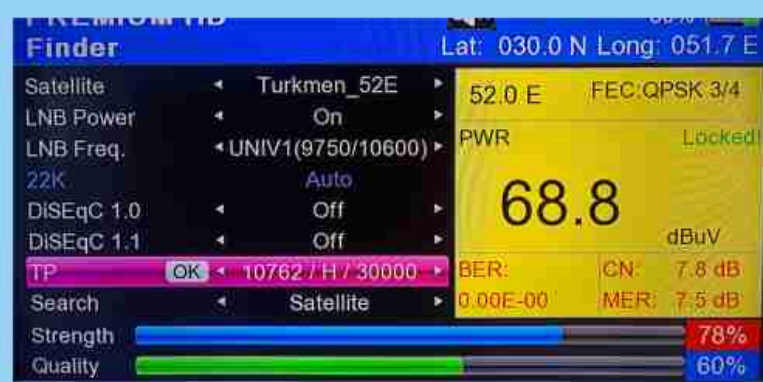 PREMIUM HD
Finder
Lat: 030.0 N Long: 051.7 E
Satellite Turkmen_52E
LNB Power On
LNB Freq. UNIV1(9750/10600)
22K Auto
DiSEqC 1.0 Off
DiSEqC 1.1 Off
TP OK 10762 / H / 30000
Search Satellite
52.0 E FEC:QPSK 3/4
PWR Locked!
68.8
dBuV
BER: CN: 7.8 dB
0.00E-00 MER: 7.5 dB
Strength 78%
Quality 60%